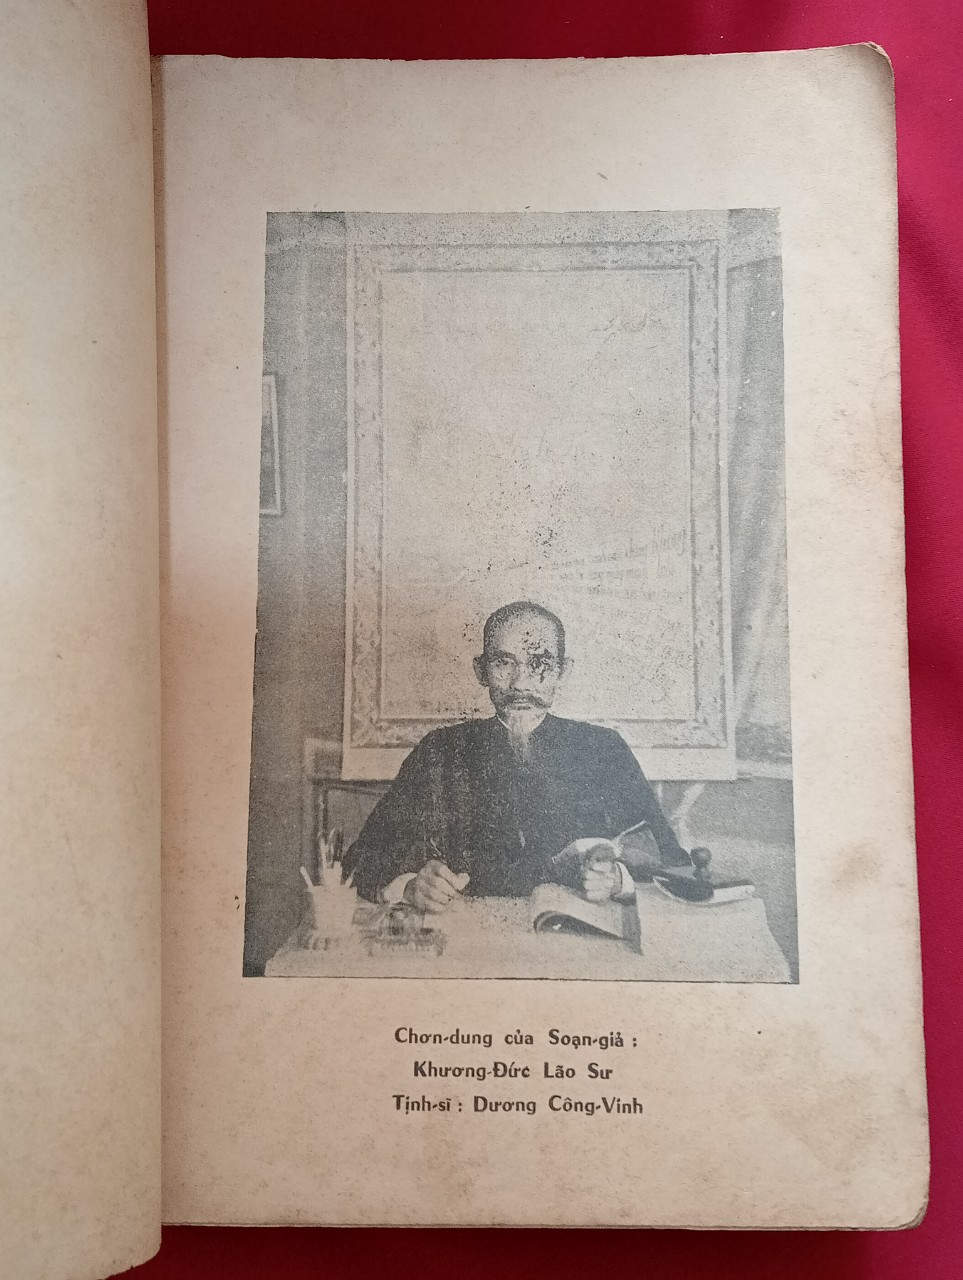 Chơn-dung của Soạn-giả :
Khương-Đức Lão Sư
Tịnh-sĩ : Dương Công-Vinh